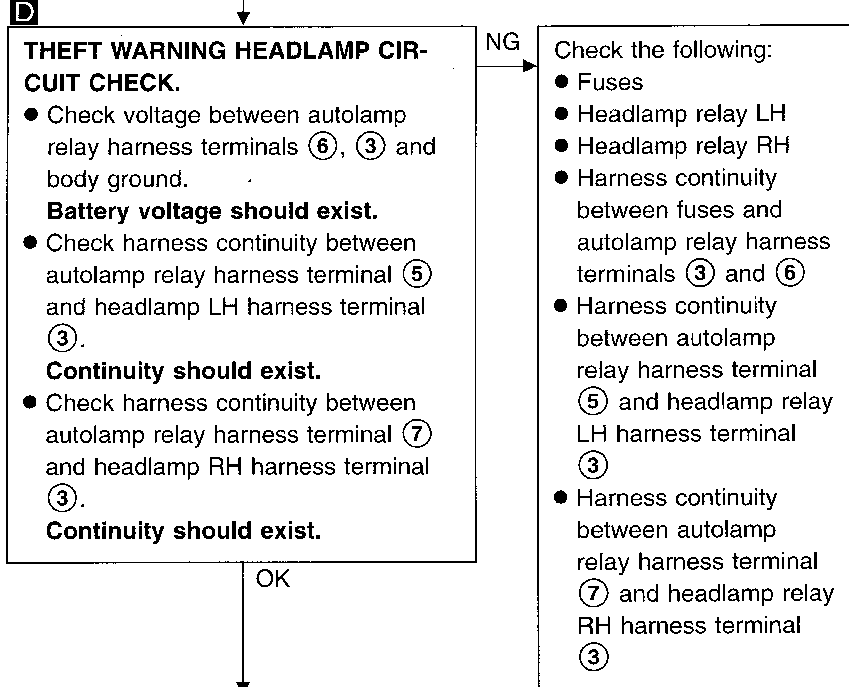 D
THEFT WARNING HEADLAMP CIR-
CUIT CHECK.
● Check voltage between autolamp
relay harness terminals ⑥, ③ and
body ground.
Battery voltage should exist.
● Check harness continuity between
autolamp relay harness terminal ⑤
and headlamp LH harness terminal
③.
Continuity should exist.
● Check harness continuity between
autolamp relay harness terminal ⑦
and headlamp RH harness terminal
③.
Continuity should exist.
OK
NG
Check the following:
● Fuses
● Headlamp relay LH
● Headlamp relay RH
● Harness continuity
between fuses and
autolamp relay harness
terminals ③ and ⑥
● Harness continuity
between autolamp
relay harness terminal
⑤ and headlamp relay
LH harness terminal
③
● Harness continuity
between autolamp
relay harness terminal
⑦ and headlamp relay
RH harness terminal
③